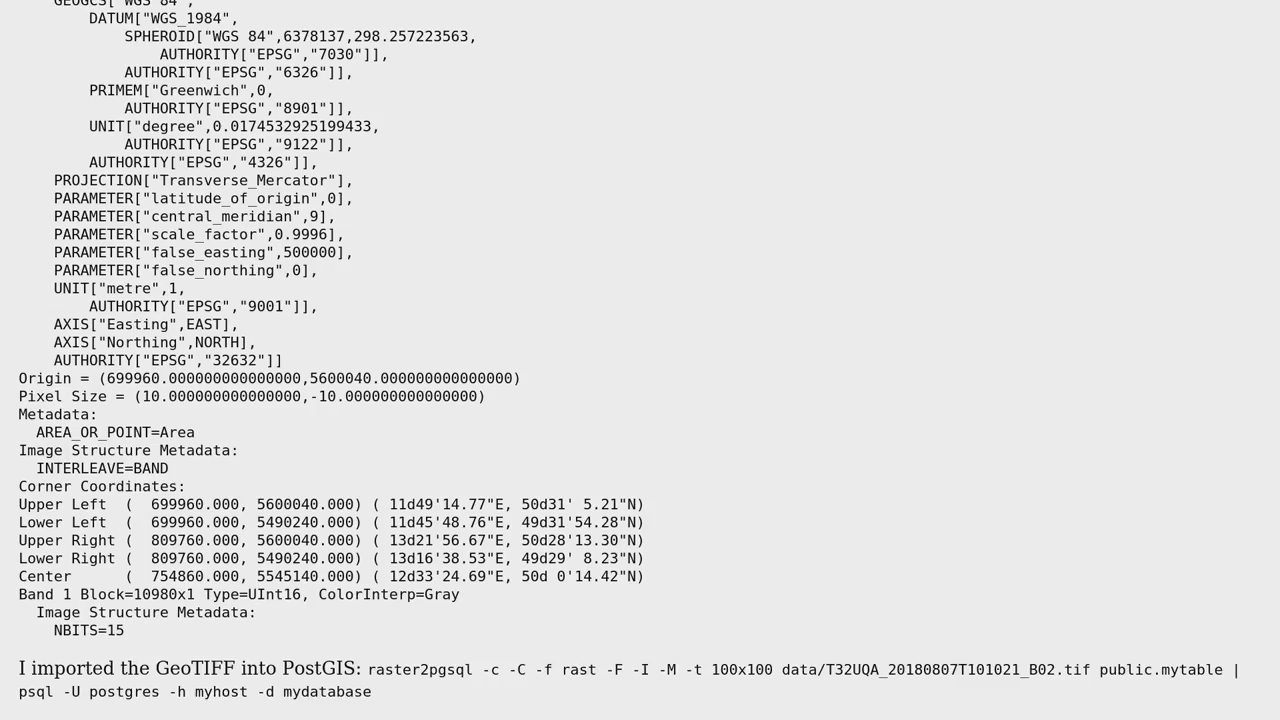 GEOGCS["WGS 84",
DATUM["WGS_1984",
SPHEROID["WGS 84",6378137,298.257223563,
AUTHORITY["EPSG","7030"]],
AUTHORITY["EPSG","6326"]],
PRIMEM["Greenwich",0,
AUTHORITY["EPSG","8901"]],
UNIT["degree",0.0174532925199433,
AUTHORITY["EPSG","9122"]],
AUTHORITY["EPSG","4326"]],
PROJECTION["Transverse_Mercator"],
PARAMETER["latitude_of_origin",0],
PARAMETER["central_meridian",9],
PARAMETER["scale_factor",0.9996],
PARAMETER["false_easting",500000],
PARAMETER["false_northing",0],
UNIT["metre",1,
AUTHORITY["EPSG","9001"]],
AXIS["Easting",EAST],
AXIS["Northing",NORTH],
AUTHORITY["EPSG","32632"]]
Origin = (699960.000000000000000,5600040.000000000000000)
Pixel Size = (10.000000000000000,-10.000000000000000)
Metadata:
AREA_OR_POINT=Area
Image Structure Metadata:
INTERLEAVE=BAND
Corner Coordinates:
Upper Left  (  699960.000, 5600040.000) ( 11d49'14.77"E, 50d31' 5.21"N)
Lower Left  (  699960.000, 5490240.000) ( 11d45'48.76"E, 49d31'54.28"N)
Upper Right (  809760.000, 5600040.000) ( 13d21'56.67"E, 50d28'13.30"N)
Lower Right (  809760.000, 5490240.000) ( 13d16'38.53"E, 49d29' 8.23"N)
Center      (  754860.000, 5545140.000) ( 12d33'24.69"E, 50d 0'14.42"N)
Band 1 Block=10980x1 Type=UInt16, ColorInterp=Gray
Image Structure Metadata:
NBITS=15
I imported the GeoTIFF into PostGIS: raster2pgsql -c -C -f rast -F -I -M -t 100x100 data/T32UQA_20180807T101021_B02.tif public.mytable |
psql -U postgres -h myhost -d mydatabase